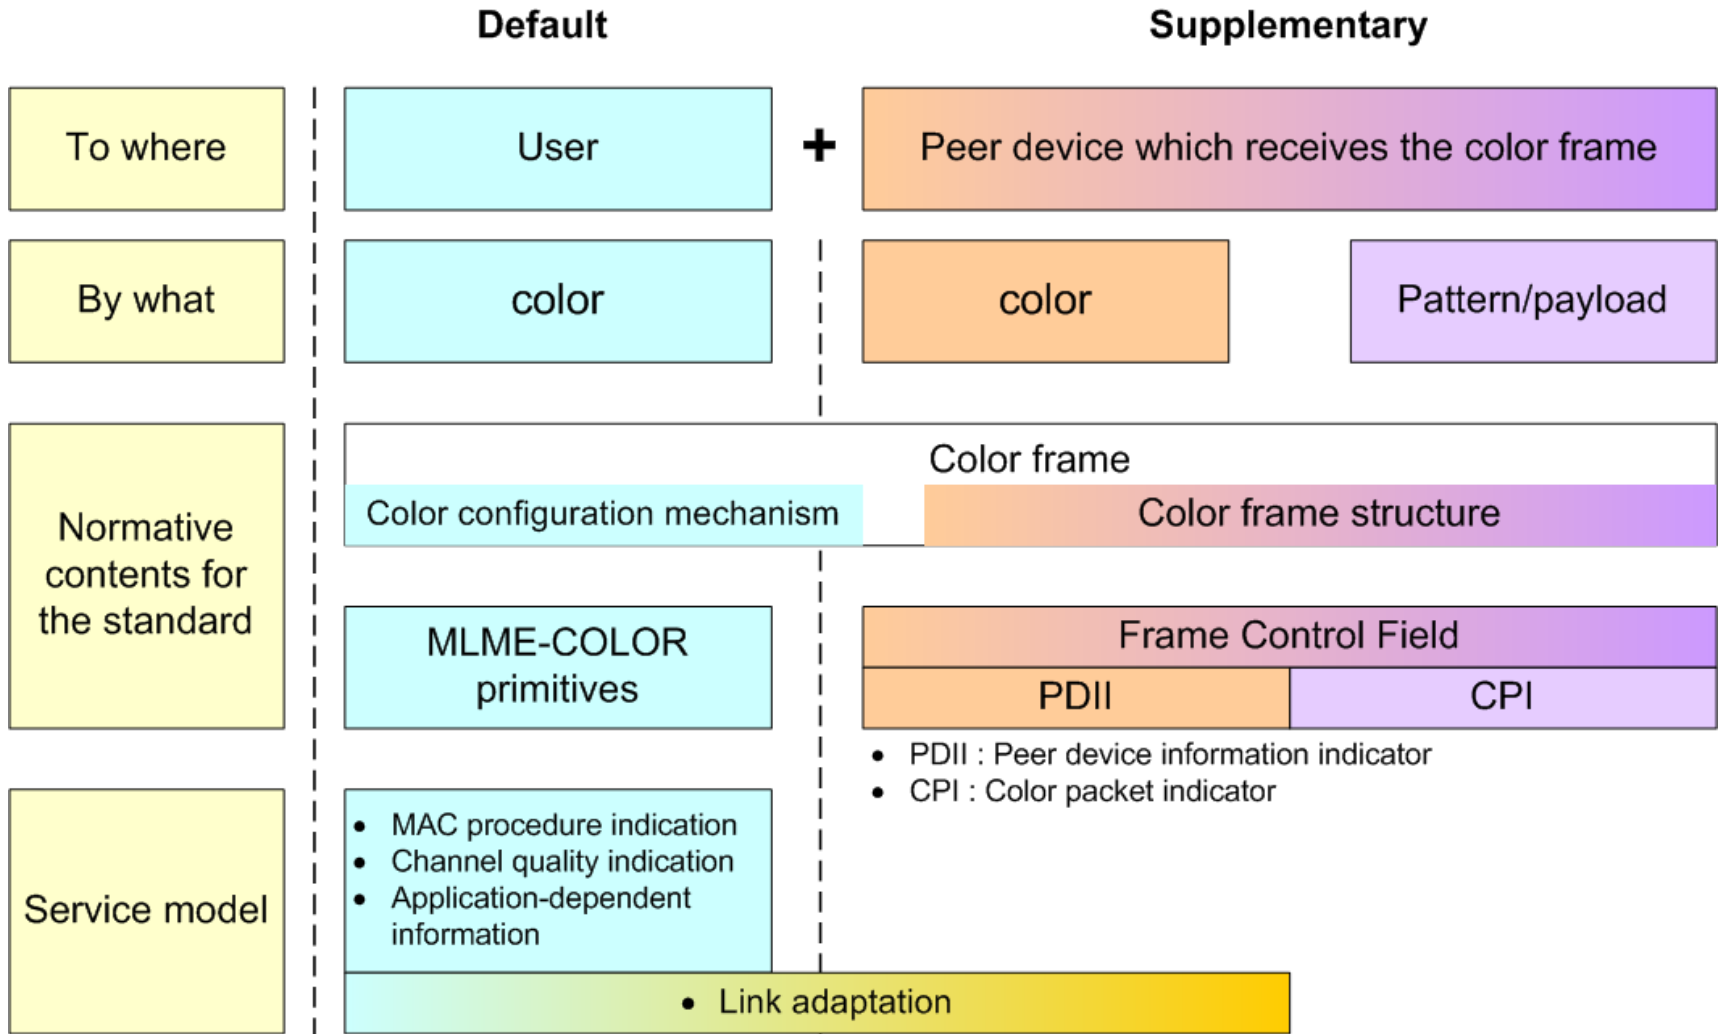 Default Supplementary
To where User + Peer device which receives the color frame
By what color color Pattern/payload
Color frame
Color configuration mechanism Color frame structure
Normative
contents for
the standard
MLME-COLOR
primitives
Frame Control Field
PDII CPI
• PDII : Peer device information indicator
• CPI : Color packet indicator
Service model
• MAC procedure indication
• Channel quality indication
• Application-dependent
information
• Link adaptation